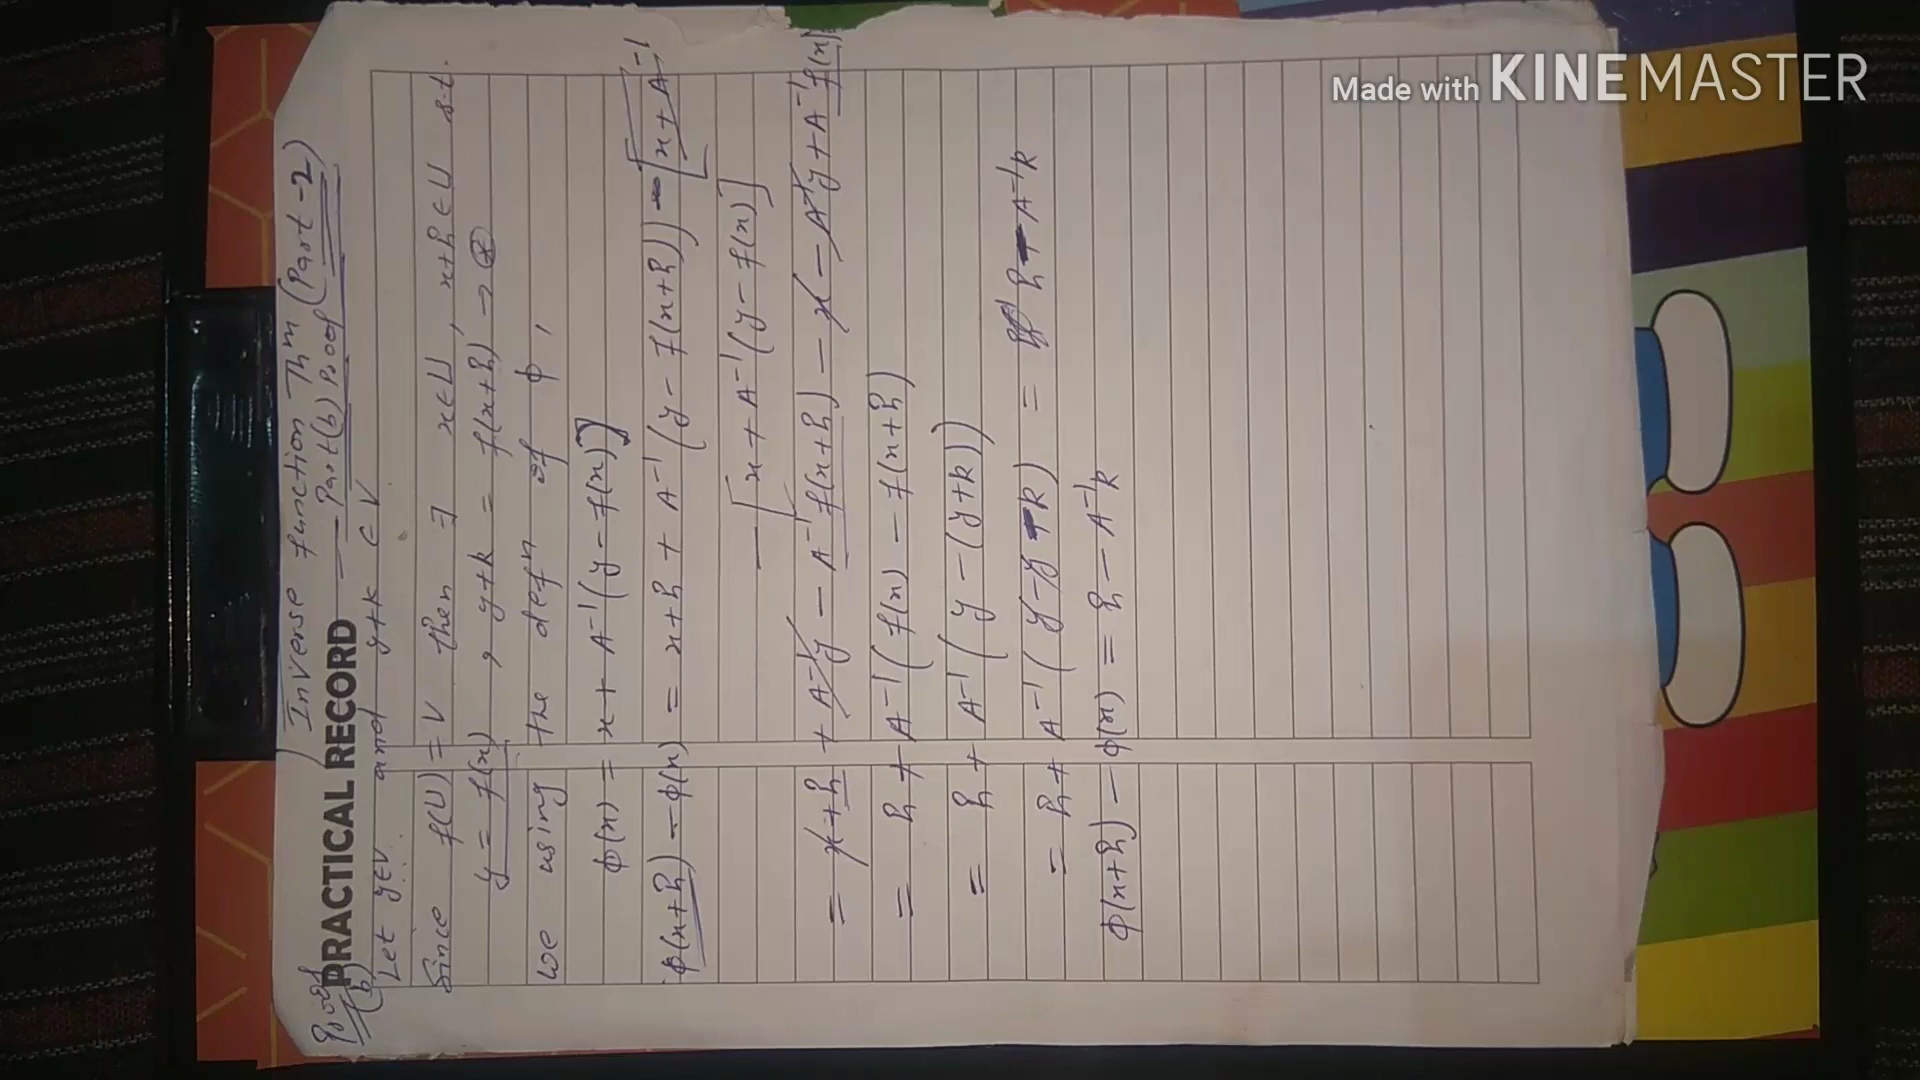 Inverse function Thm (Part-2)
— Part(b) Proof
Proof
(b)
PRACTICAL RECORD
Let y∈V and y+k ∈ V
Since f(U) = V then ∃ x∈U, x+h ∈ U s.t.
y = f(x) , y+k = f(x+h) → ⊛
we using the defn of φ,
φ(x) = x + A⁻¹(y - f(x))
φ(x+h) - φ(x) = x+h + A⁻¹(y - f(x+h)) - [x + A⁻¹
— [x + A⁻¹(y - f(x))]
= x+h + A⁻¹y - A⁻¹f(x+h) - x - A⁻¹y + A⁻¹f(x)
= h + A⁻¹(f(x) - f(x+h))
= h + A⁻¹(y - (y+k))
= h + A⁻¹(y - y - k) = h - A⁻¹k
φ(x+h) - φ(x) = h - A⁻¹k
Made with KINEMASTER